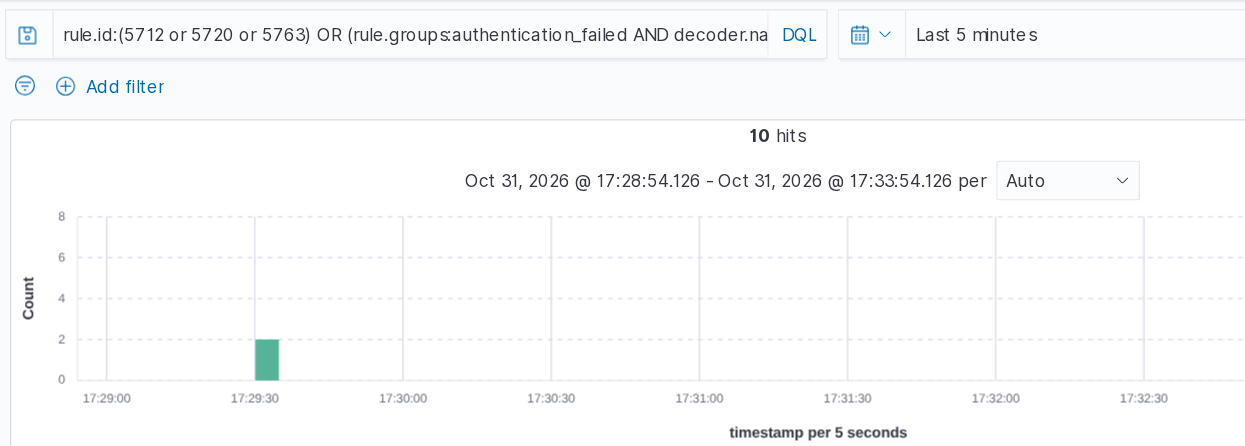 rule.id:(5712 or 5720 or 5763) OR (rule.groups:authentication_failed AND decoder.na DQL Last 5 minutes
Add filter
10 hits
Oct 31, 2026 @ 17:28:54.126 - Oct 31, 2026 @ 17:33:54.126 per Auto
8
6
4
2
0
Count
17:29:00 17:29:30 17:30:00 17:30:30 17:31:00 17:31:30 17:32:00 17:32:30
timestamp per 5 seconds